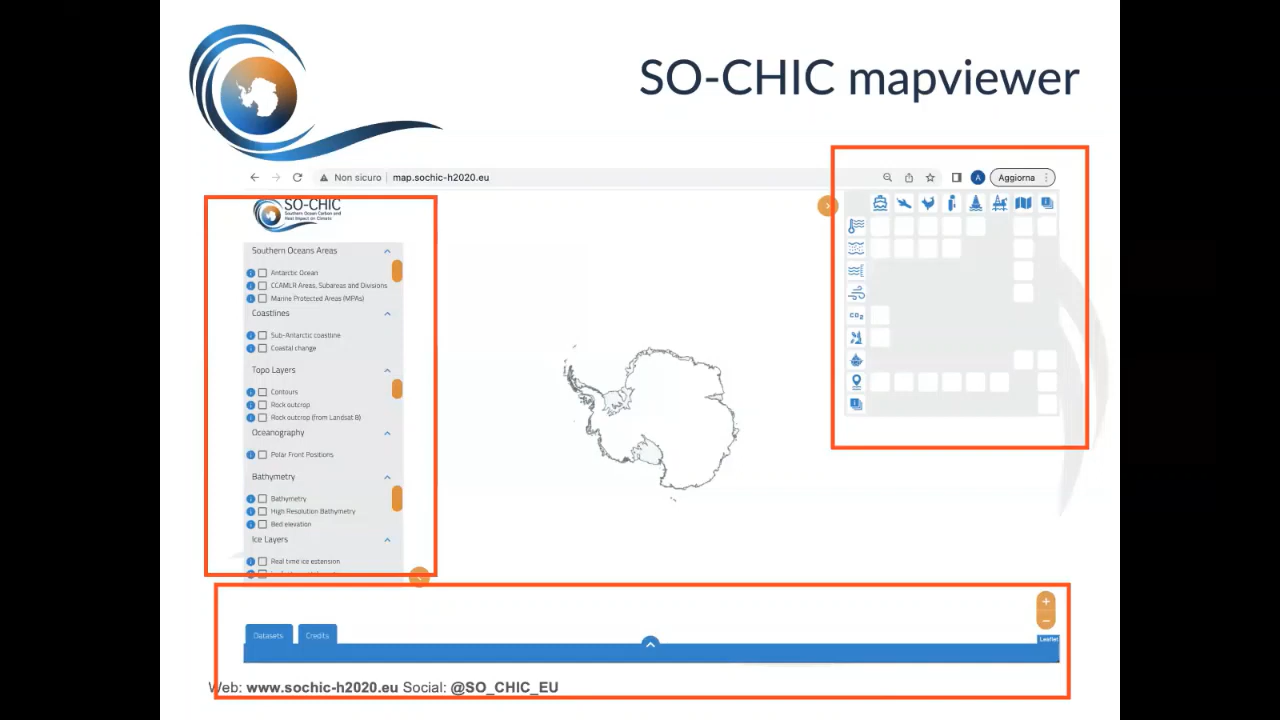 SO-CHIC mapviewer
Non sicuro map.sochic-h2020.eu
A
Aggiorna
SO-CHIC
Southern Ocean Carbon and
Heat Impact on Climate
Southern Oceans Areas
Antarctic Ocean
CCAMLR Areas, Subareas and Divisions
Marine Protected Areas (MPAs)
Coastlines
Sub-Antarctic coastline
Coastal change
Topo Layers
Contours
Rock outcrop
Rock outcrop (from Landsat 8)
Oceanography
Polar Front Positions
Bathymetry
Bathymetry
High Resolution Bathymetry
Bed elevation
Ice Layers
Real time ice extension
CO2
Datasets
Credits
Leaflet
Web: www.sochic-h2020.eu Social: @SO_CHIC_EU